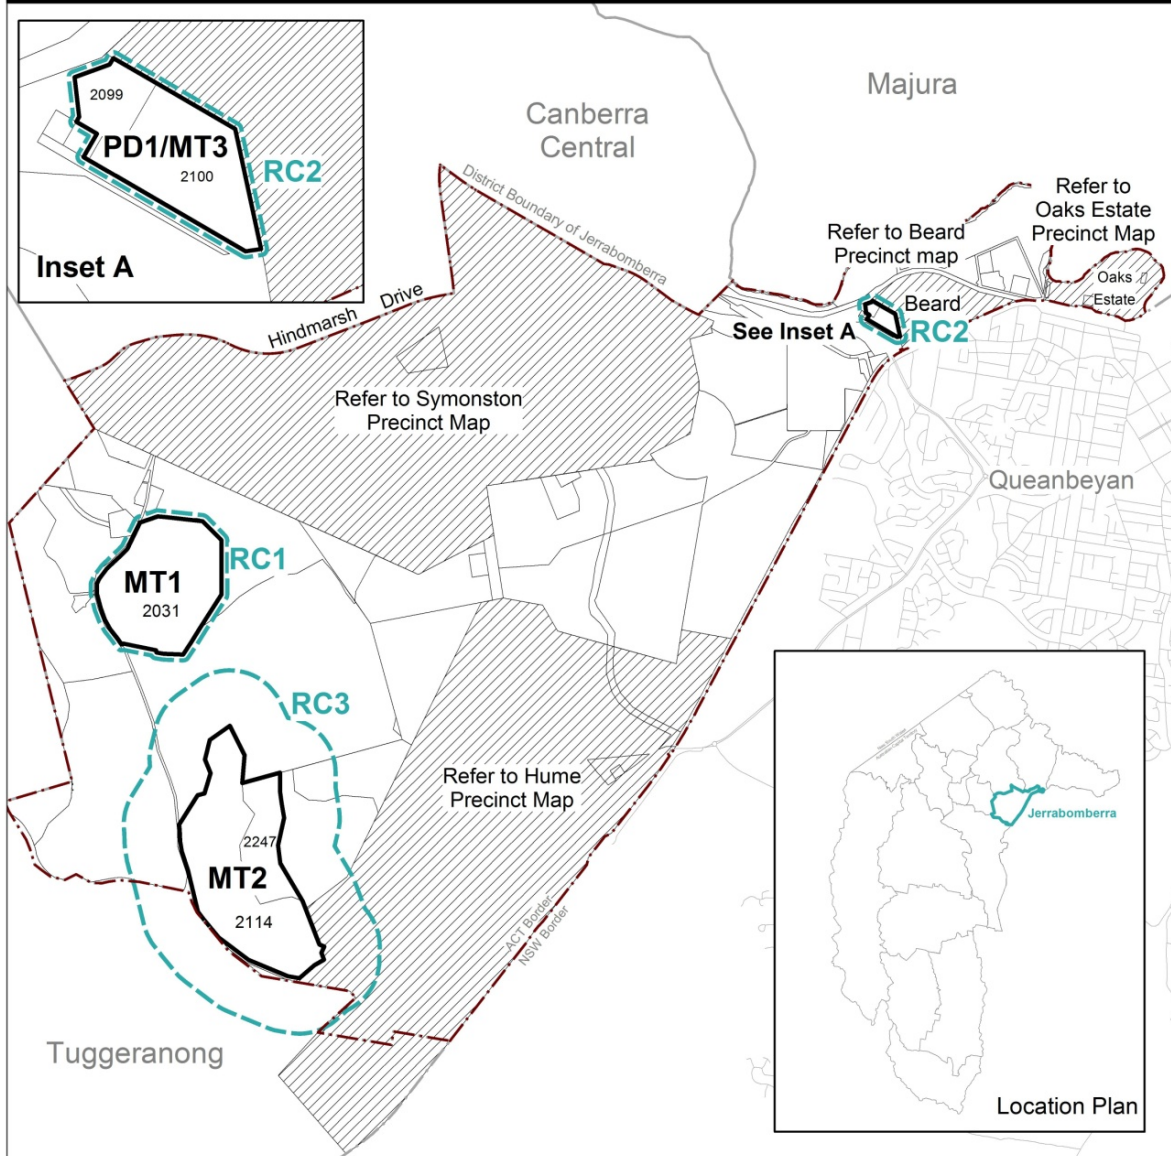 2099
PD1/MT3
2100
RC2
Inset A
Canberra
Central
Majura
District Boundary of Jerrabomberra
Refer to
Oaks Estate
Precinct Map
Refer to Beard
Precinct map
Oaks
Estate
Beard
See Inset A
RC2
Hindmarsh Drive
Refer to Symonston
Precinct Map
Queanbeyan
RC1
MT1
2031
RC3
Refer to Hume
Precinct Map
2247
MT2
2114
ACT Border
NSW Border
Tuggeranong
Jerrabomberra
Location Plan